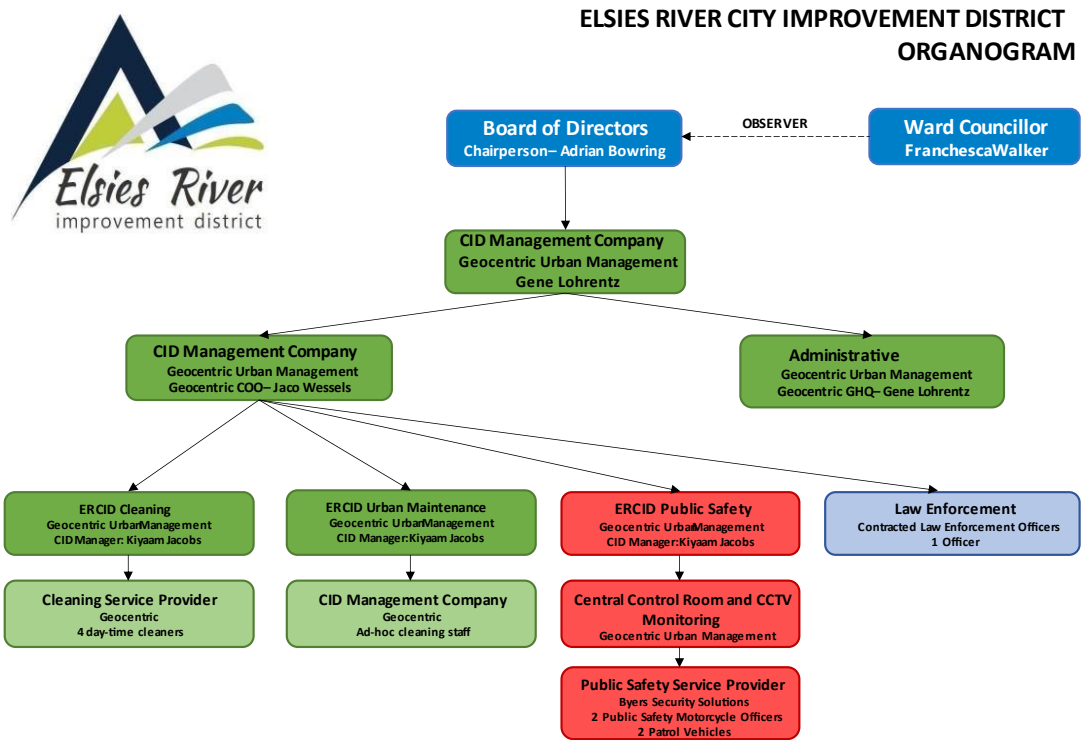 ELSIES RIVER CITY IMPROVEMENT DISTRICT
ORGANOGRAM
Elsies River
improvement district
Board of Directors
Chairperson– Adrian Bowring
OBSERVER
Ward Councillor
FranchescaWalker
CID Management Company
Geocentric Urban Management
Gene Lohrentz
CID Management Company
Geocentric Urban Management
Geocentric COO– Jaco Wessels
Administrative
Geocentric Urban Management
Geocentric GHQ– Gene Lohrentz
ERCID Cleaning
Geocentric UrbanManagement
CIDManager: Kiyaam Jacobs
ERCID Urban Maintenance
Geocentric UrbanManagement
CID Manager:Kiyaam Jacobs
ERCID Public Safety
Geocentric UrbanManagement
CID Manager:Kiyaam Jacobs
Law Enforcement
Contracted Law Enforcement Officers
1 Officer
Cleaning Service Provider
Geocentric
4 day-time cleaners
CID Management Company
Geocentric
Ad-hoc cleaning staff
Central Control Room and CCTV
Monitoring
Geocentric Urban Management
Public Safety Service Provider
Byers Security Solutions
2 Public Safety Motorcycle Officers
2 Patrol Vehicles